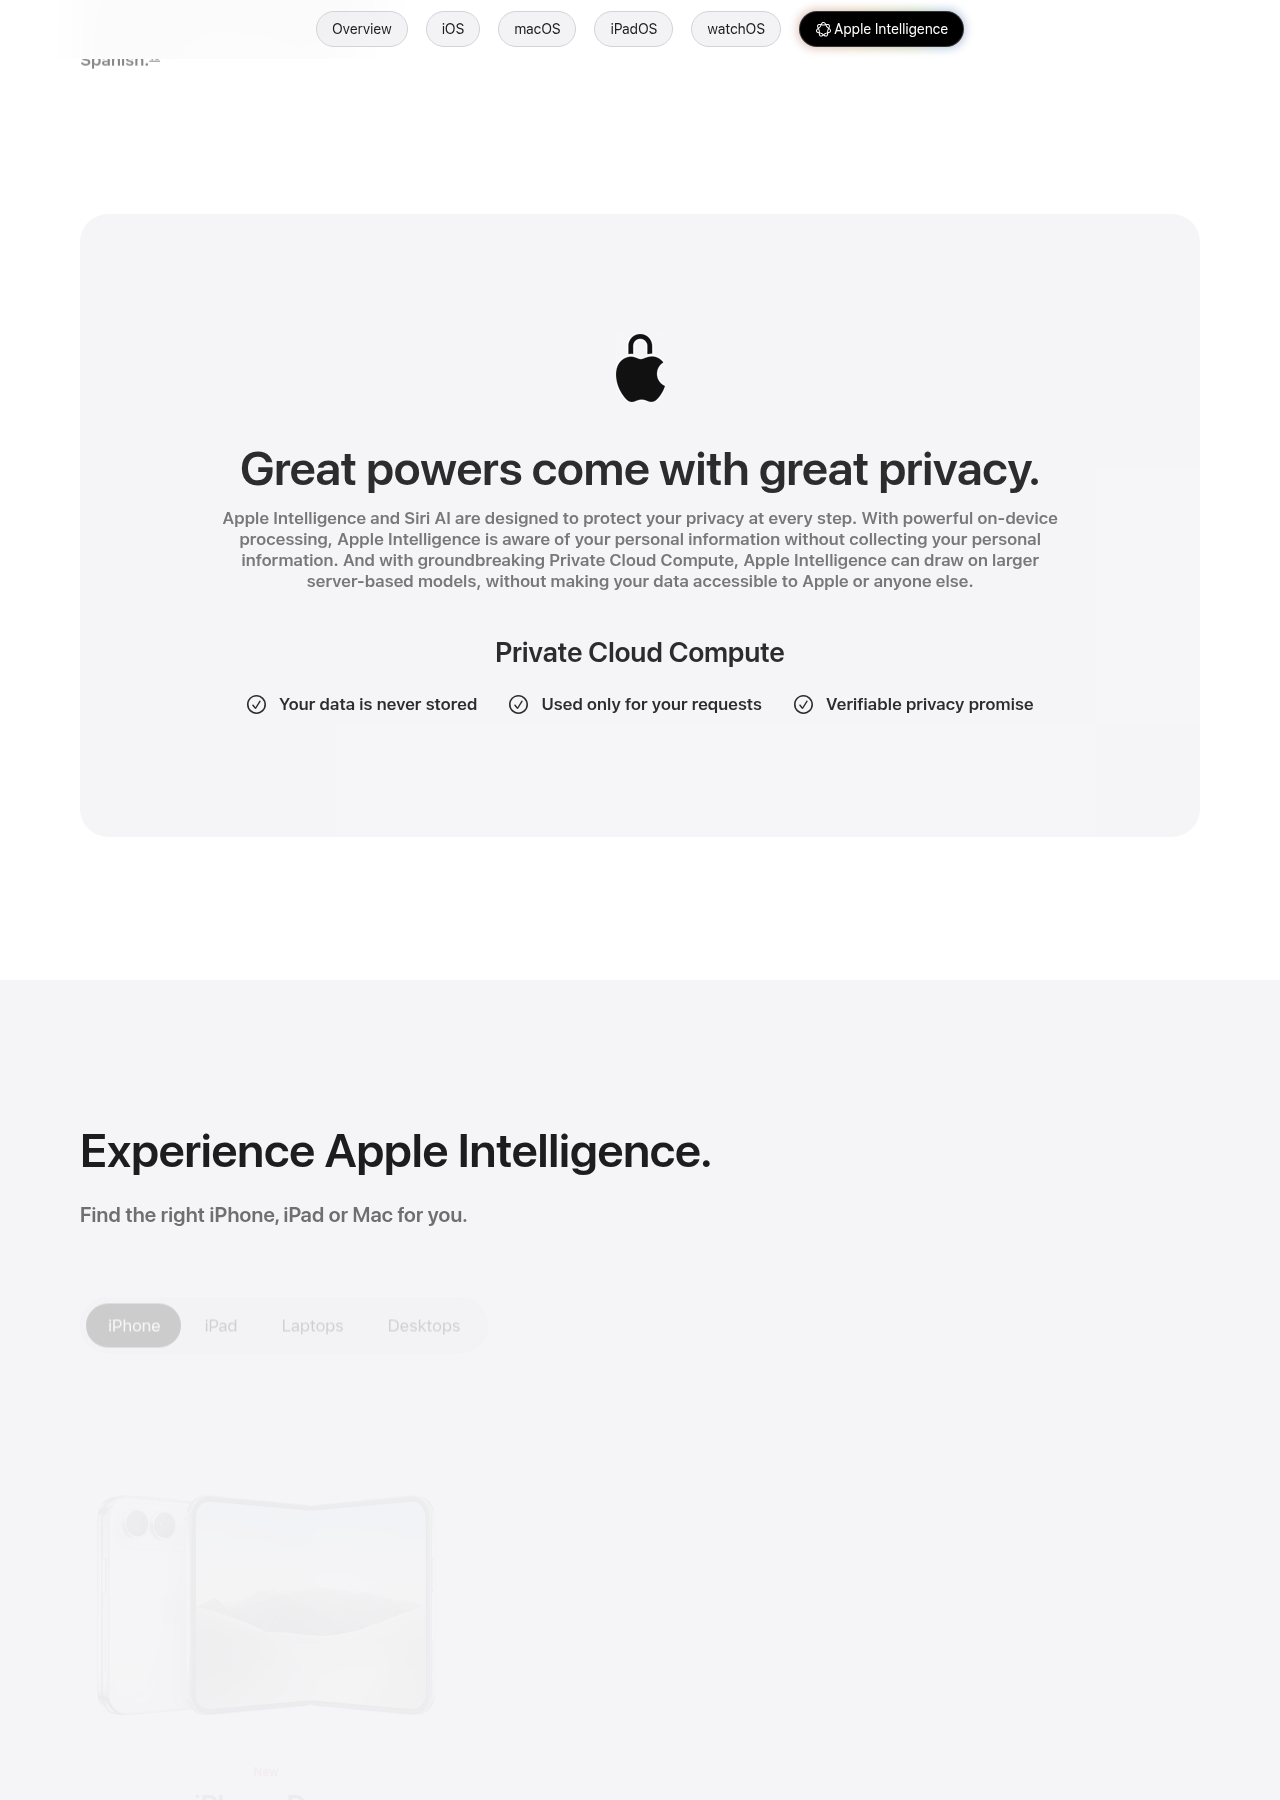 Overview
iOS
macOS
iPadOS
watchOS
Apple Intelligence
Spanish.
Great powers come with great privacy.
Apple Intelligence and Siri AI are designed to protect your privacy at every step. With powerful on-device
processing, Apple Intelligence is aware of your personal information without collecting your personal
information. And with groundbreaking Private Cloud Compute, Apple Intelligence can draw on larger
server-based models, without making your data accessible to Apple or anyone else.
Private Cloud Compute
Your data is never stored
Used only for your requests
Verifiable privacy promise
Experience Apple Intelligence.
Find the right iPhone, iPad or Mac for you.
iPhone
iPad
Laptops
Desktops
New